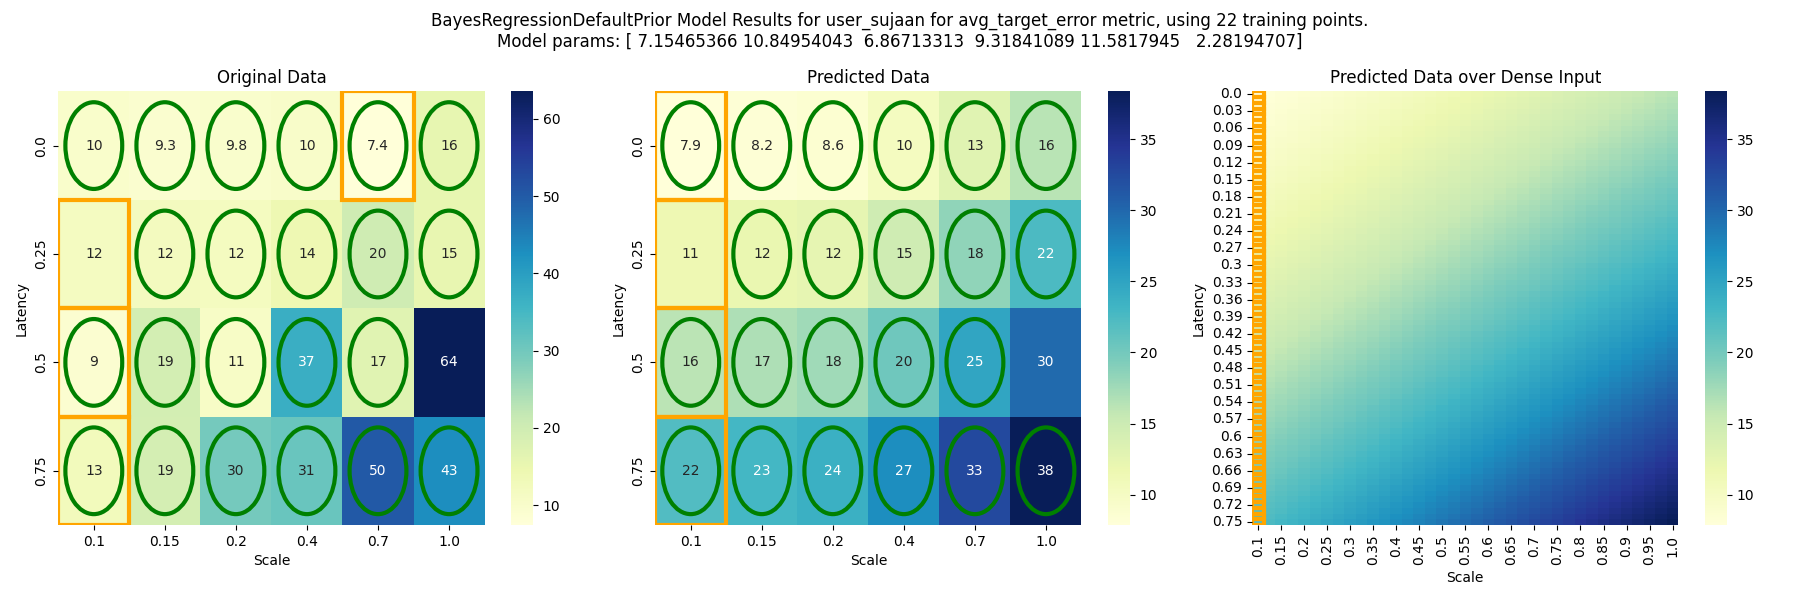 BayesRegressionDefaultPrior Model Results for user_sujaan for avg_target_error metric, using 22 training points.
Model params: [ 7.15465366 10.84954043  6.86713313  9.31841089 11.5817945   2.28194707]
Original Data
Latency
0.0 10 9.3 9.8 10 7.4 16
0.25 12 12 12 14 20 15
0.5 9 19 11 37 17 64
0.75 13 19 30 31 50 43
0.1 0.15 0.2 0.4 0.7 1.0
Scale
60
50
40
30
20
10
Predicted Data
Latency
0.0 7.9 8.2 8.6 10 13 16
0.25 11 12 12 15 18 22
0.5 16 17 18 20 25 30
0.75 22 23 24 27 33 38
0.1 0.15 0.2 0.4 0.7 1.0
Scale
35
30
25
20
15
10
Predicted Data over Dense Input
Latency
0.0
0.03
0.06
0.09
0.12
0.15
0.18
0.21
0.24
0.27
0.3
0.33
0.36
0.39
0.42
0.45
0.48
0.51
0.54
0.57
0.6
0.63
0.66
0.69
0.72
0.75
0.1 0.15 0.2 0.25 0.3 0.35 0.4 0.45 0.5 0.55 0.6 0.65 0.7 0.75 0.8 0.85 0.9 0.95 1.0
Scale
35
30
25
20
15
10